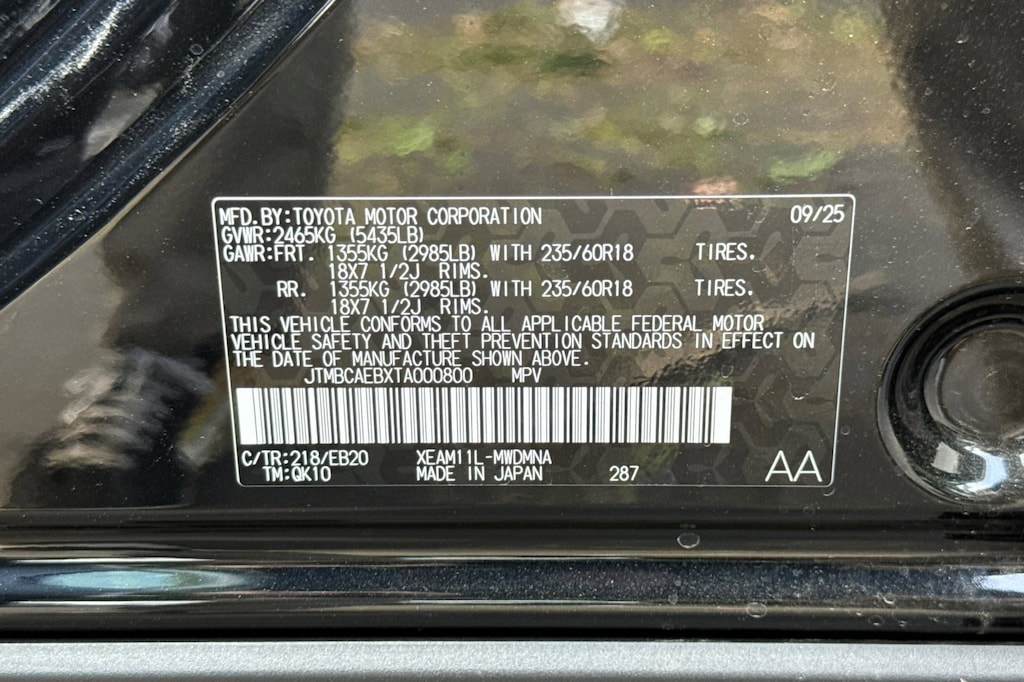 MFD.BY:TOYOTA MOTOR CORPORATION 09/25
GVWR:2465KG (5435LB)
GAWR:FRT. 1355KG (2985LB) WITH 235/60R18 TIRES.
18X7 1/2J RIMS.
RR. 1355KG (2985LB) WITH 235/60R18 TIRES.
18X7 1/2J RIMS.
THIS VEHICLE CONFORMS TO ALL APPLICABLE FEDERAL MOTOR
VEHICLE SAFETY AND THEFT PREVENTION STANDARDS IN EFFECT ON
THE DATE OF MANUFACTURE SHOWN ABOVE.
JTMBCAEBXTA000800 MPV
C/TR:218/EB20 XEAM11L-MWDMNA
TM:QK10 MADE IN JAPAN 287 AA